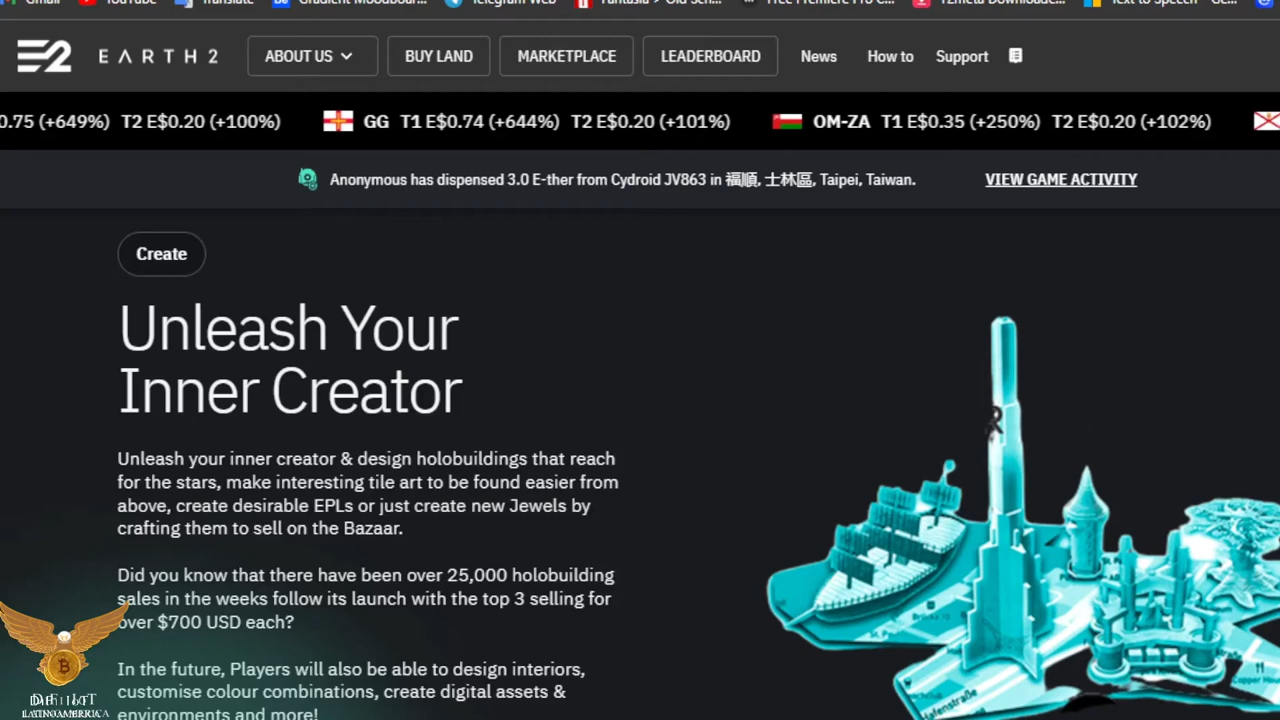 Gmail YouTube Translate Gradient Moodboar... Telegram Web Fantasia > Old Sch... Free Premiere Pro C... Text to Speech
E2 EARTH2 ABOUT US BUY LAND MARKETPLACE LEADERBOARD News How to Support
0.75 (+649%) T2 E$0.20 (+100%) GG T1 E$0.74 (+644%) T2 E$0.20 (+101%) OM-ZA T1 E$0.35 (+250%) T2 E$0.20 (+102%)
Anonymous has dispensed 3.0 E-ther from Cydroid JV863 in 福順, 士林區, Taipei, Taiwan. VIEW GAME ACTIVITY
Create
Unleash Your
Inner Creator
Unleash your inner creator & design holobuildings that reach
for the stars, make interesting tile art to be found easier from
above, create desirable EPLs or just create new Jewels by
crafting them to sell on the Bazaar.
Did you know that there have been over 25,000 holobuilding
sales in the weeks follow its launch with the top 3 selling for
over $700 USD each?
In the future, Players will also be able to design interiors,
customise colour combinations, create digital assets &
environments and more!
LATINOAMERICA